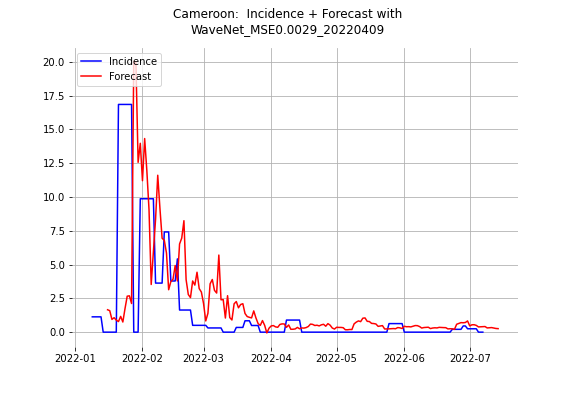 Cameroon:  Incidence + Forecast with
WaveNet_MSE0.0029_20220409
Incidence
Forecast
20.0
17.5
15.0
12.5
10.0
7.5
5.0
2.5
0.0
2022-01 2022-02 2022-03 2022-04 2022-05 2022-06 2022-07